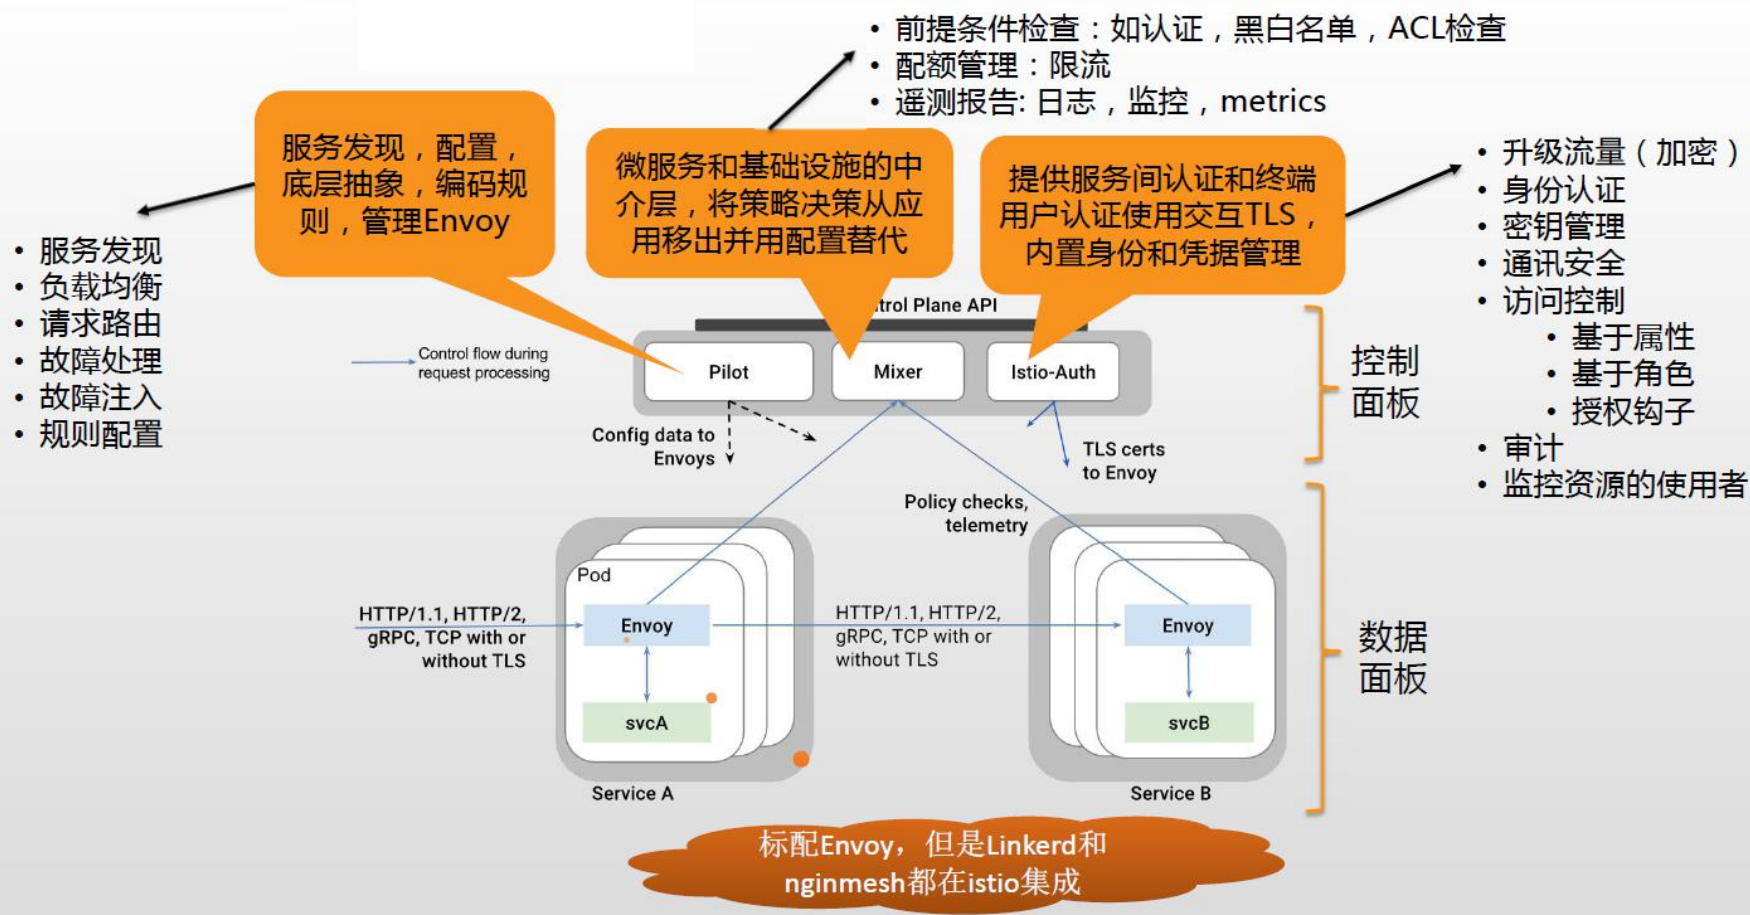 • 前提条件检查：如认证，黑白名单，ACL检查
• 配额管理：限流
• 遥测报告: 日志，监控，metrics
服务发现，配置，
底层抽象，编码规
则，管理Envoy
微服务和基础设施的中
介层，将策略决策从应
用移出并用配置替代
提供服务间认证和终端
用户认证使用交互TLS，
内置身份和凭据管理
• 服务发现
• 负载均衡
• 请求路由
• 故障处理
• 故障注入
• 规则配置
• 升级流量（加密）
• 身份认证
• 密钥管理
• 通讯安全
• 访问控制
• 基于属性
• 基于角色
• 授权钩子
• 审计
• 监控资源的使用者
ntrol Plane API
Control flow during
request processing
Pilot
Mixer
Istio-Auth
控制
面板
Config data to
Envoys
TLS certs
to Envoy
Policy checks,
telemetry
Pod
HTTP/1.1, HTTP/2,
gRPC, TCP with or
without TLS
Envoy
svcA
Service A
HTTP/1.1, HTTP/2,
gRPC, TCP with or
without TLS
Envoy
svcB
Service B
数据
面板
标配Envoy，但是Linkerd和
nginmesh都在istio集成